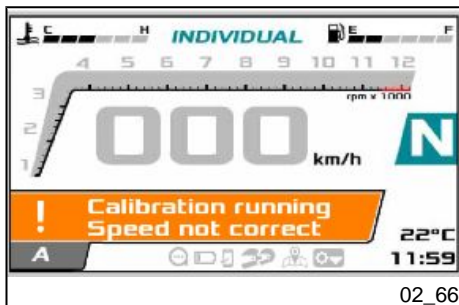 C H INDIVIDUAL E F
4 5 6 7 8 9 10 11 12
3
rpm x 1000
2
000
km/h
N
1
! Calibration running
Speed not correct
22°C
A
11:59
02_66